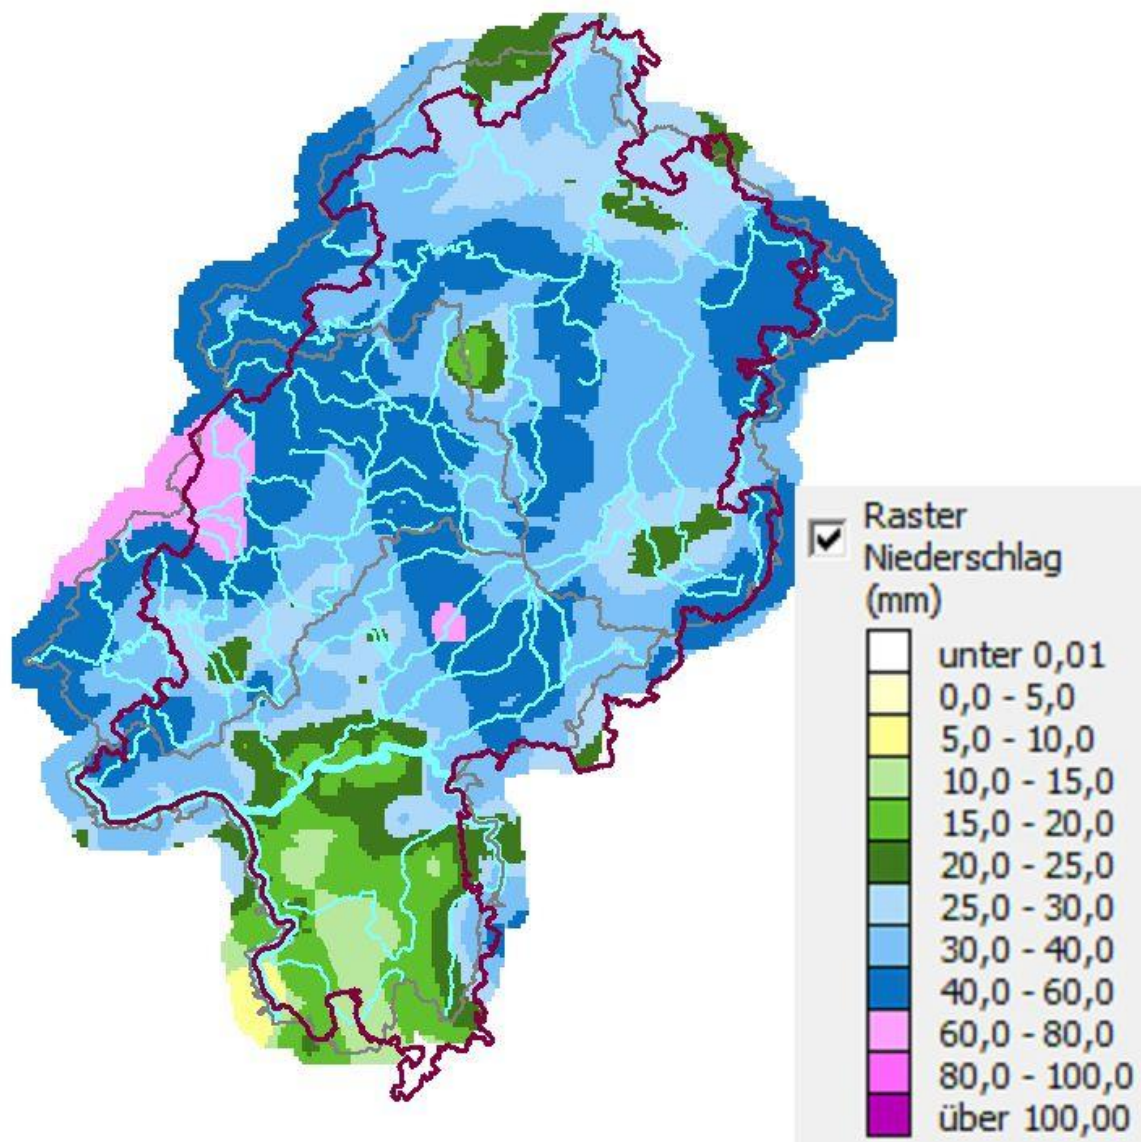 Raster
Niederschlag
(mm)
unter 0,01
0,0 - 5,0
5,0 - 10,0
10,0 - 15,0
15,0 - 20,0
20,0 - 25,0
25,0 - 30,0
30,0 - 40,0
40,0 - 60,0
60,0 - 80,0
80,0 - 100,0
über 100,00